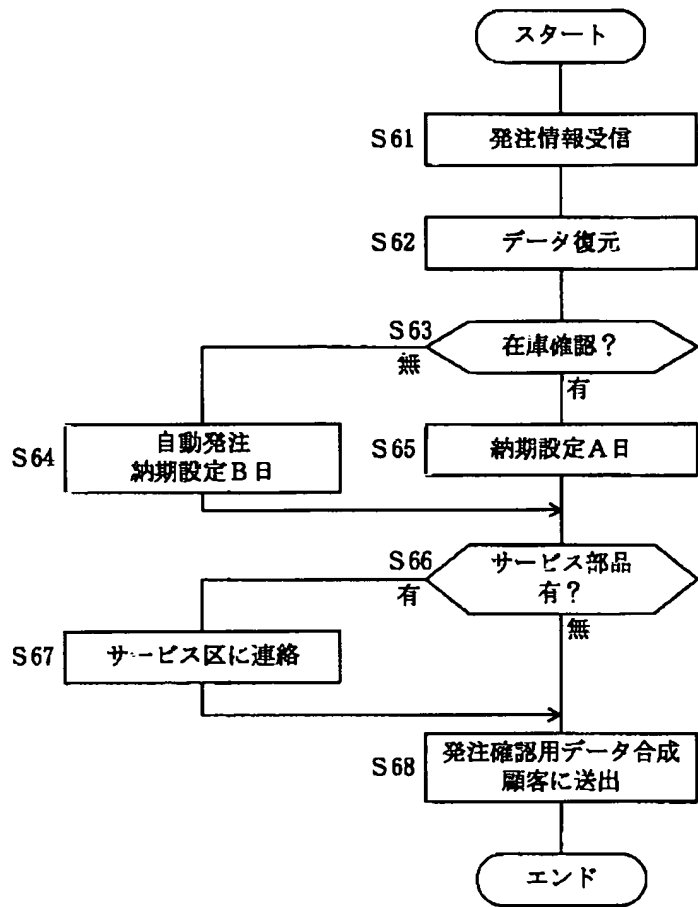 スタート
S61
発注情報受信
S62
データ復元
S63
在庫確認?
無
有
S64
自動発注
納期設定B日
S65
納期設定A日
S66
サービス部品
有?
有
無
S67
サービス区に連絡
S68
発注確認用データ合成
顧客に送出
エンド